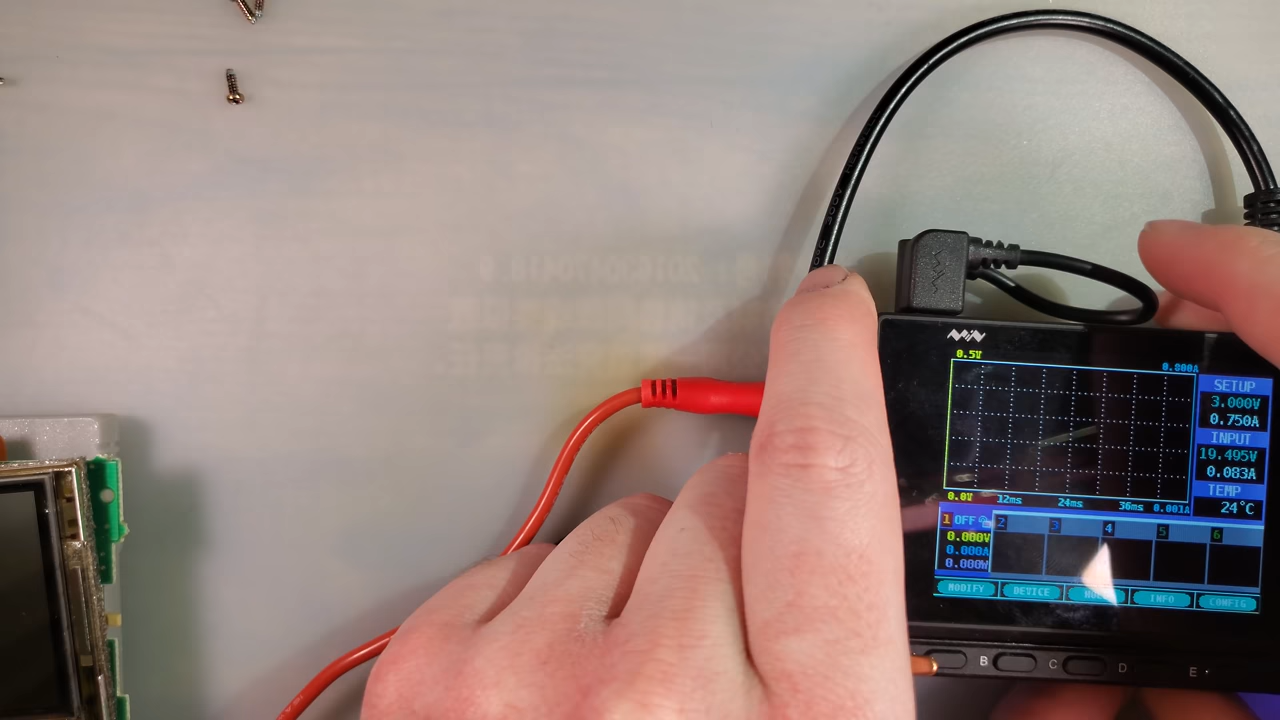 0.5V
0.000A
SETUP
3.000V
0.750A
INPUT
19.495V
0.083A
TEMP
24°C
0.0V 12ms 24ms 36ms 0.001A
1 OFF 2 3 4 5 6
0.000V
0.000A
0.000W
MODIFY DEVICE INFO CONFIG
B C D E